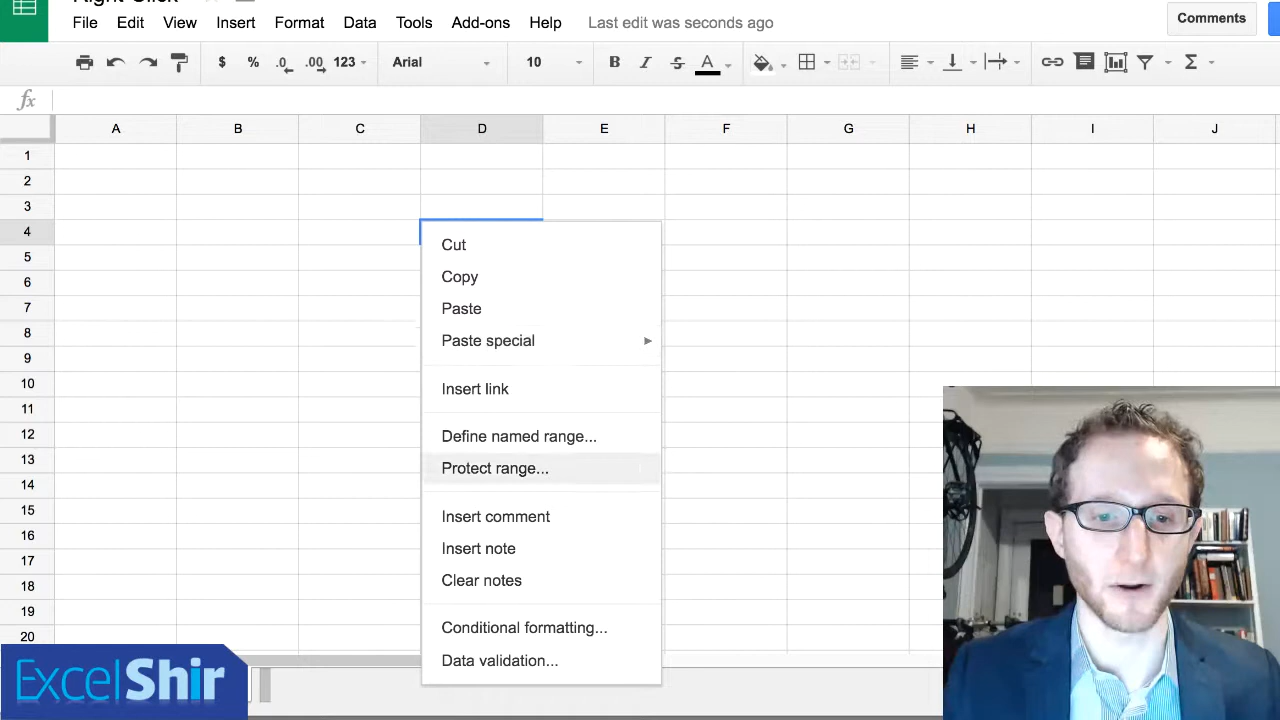 Right Click
File Edit View Insert Format Data Tools Add-ons Help Last edit was seconds ago Comments
$ % .0 .00 123 Arial 10 B I S A Σ
fx
A B C D E F G H I J
1
2
3
4
5
6
7
8
9
10
11
12
13
14
15
16
17
18
19
20
Cut
Copy
Paste
Paste special
Insert link
Define named range...
Protect range...
Insert comment
Insert note
Clear notes
Conditional formatting...
Data validation...
ExcelShir